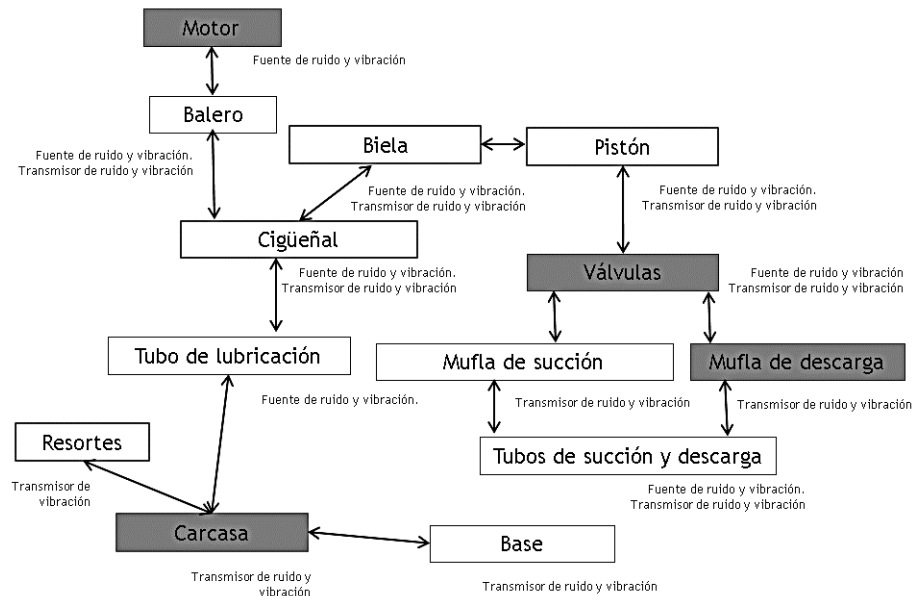 Motor
Fuente de ruido y vibración
Balero
Fuente de ruido y vibración.
Transmisor de ruido y vibración
Biela
Fuente de ruido y vibración.
Transmisor de ruido y vibración
Pistón
Fuente de ruido y vibración.
Transmisor de ruido y vibración
Cigüeñal
Fuente de ruido y vibración.
Transmisor de ruido y vibración
Válvulas
Fuente de ruido y vibración
Transmisor de ruido y vibración
Tubo de lubricación
Fuente de ruido y vibración.
Mufla de succión
Transmisor de ruido y vibración
Mufla de descarga
Transmisor de ruido y vibración
Resortes
Transmisor de
vibración
Tubos de succión y descarga
Fuente de ruido y vibración.
Transmisor de ruido y vibración
Carcasa
Transmisor de ruido y
vibración
Base
Transmisor de ruido y vibración